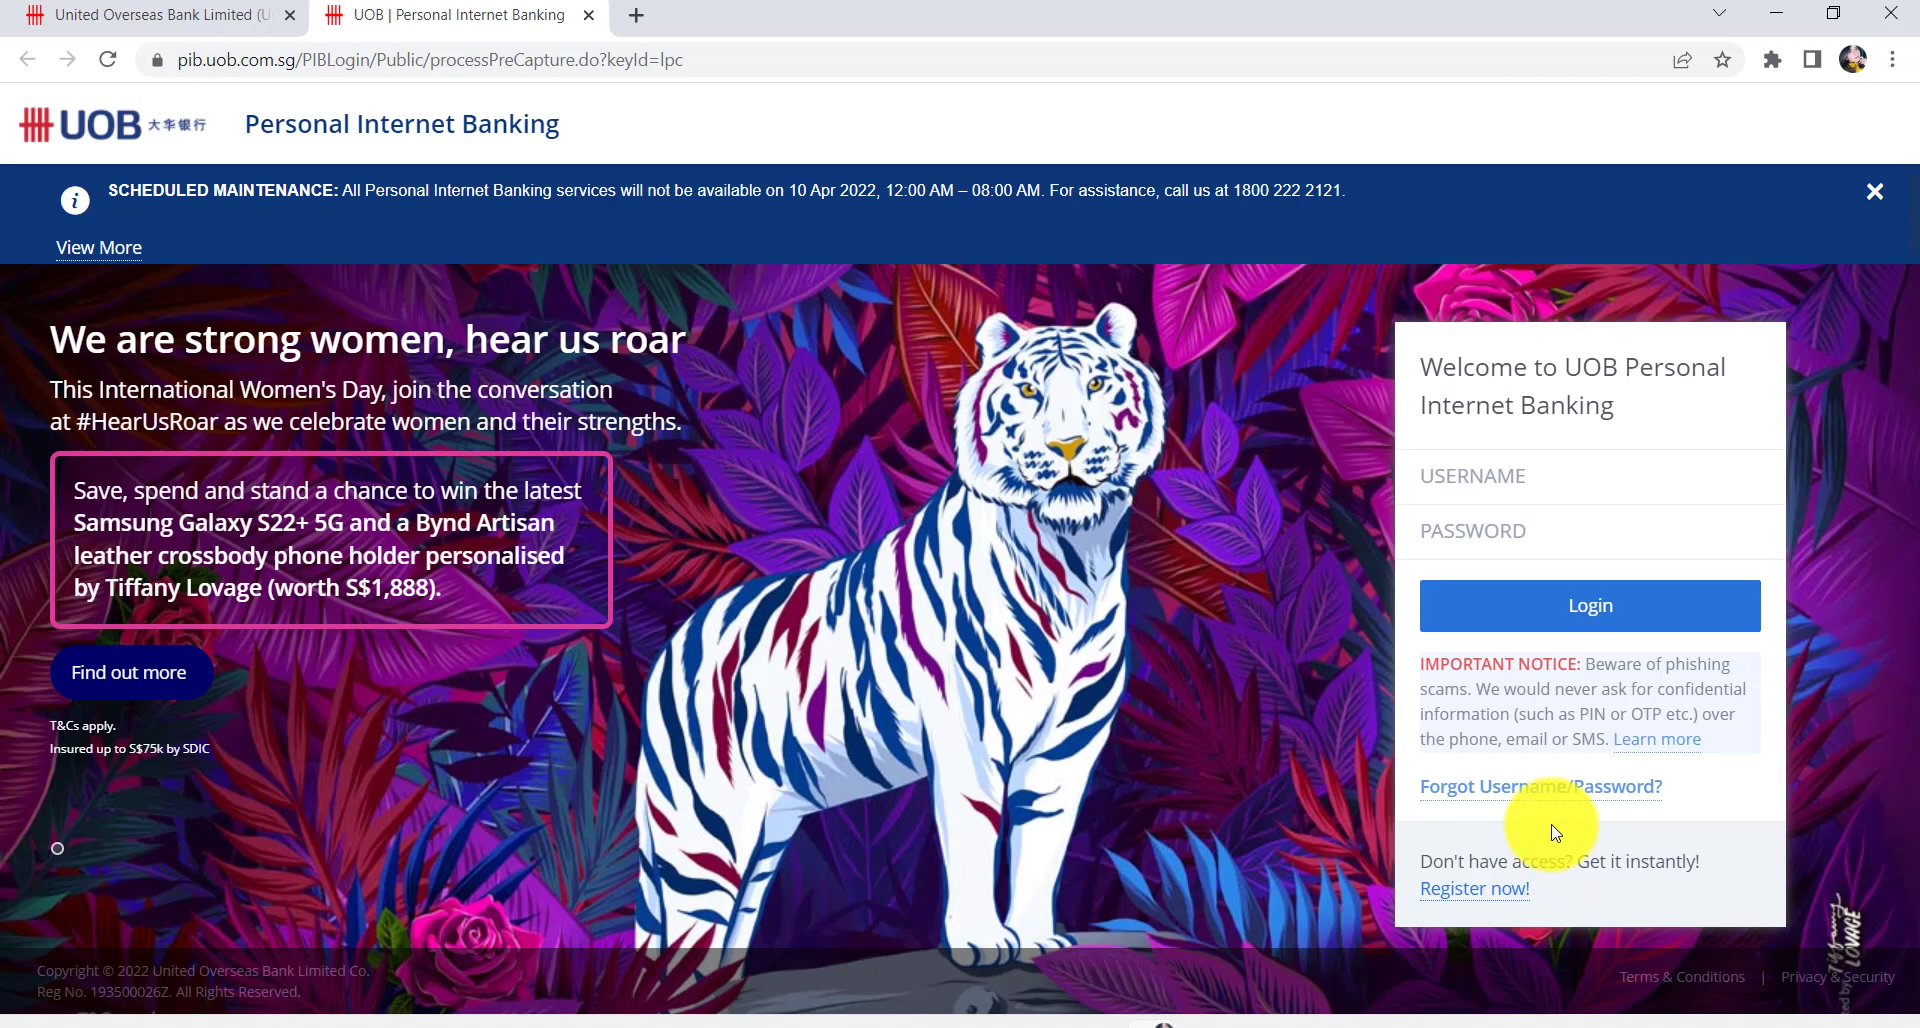 United Overseas Bank Limited (U
UOB | Personal Internet Banking
pib.uob.com.sg/PIBLogin/Public/processPreCapture.do?keyId=lpc
UOB 大华银行
Personal Internet Banking
SCHEDULED MAINTENANCE: All Personal Internet Banking services will not be available on 10 Apr 2022, 12:00 AM – 08:00 AM. For assistance, call us at 1800 222 2121.
View More
We are strong women, hear us roar
This International Women's Day, join the conversation
at #HearUsRoar as we celebrate women and their strengths.
Save, spend and stand a chance to win the latest
Samsung Galaxy S22+ 5G and a Bynd Artisan
leather crossbody phone holder personalised
by Tiffany Lovage (worth S$1,888).
Find out more
T&Cs apply.
Insured up to S$75k by SDIC
Welcome to UOB Personal
Internet Banking
USERNAME
PASSWORD
Login
IMPORTANT NOTICE: Beware of phishing
scams. We would never ask for confidential
information (such as PIN or OTP etc.) over
the phone, email or SMS. Learn more
Forgot Username/Password?
Don't have access? Get it instantly!
Register now!
Tiffany
LOVAGE
Copyright © 2022 United Overseas Bank Limited Co.
Reg No. 193500026Z. All Rights Reserved.
Terms & Conditions | Privacy & Security